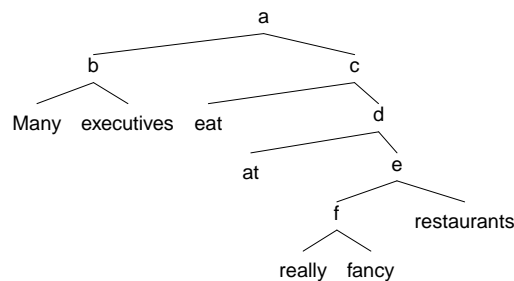 a
b c
Many executives eat d
at e
f restaurants
really fancy